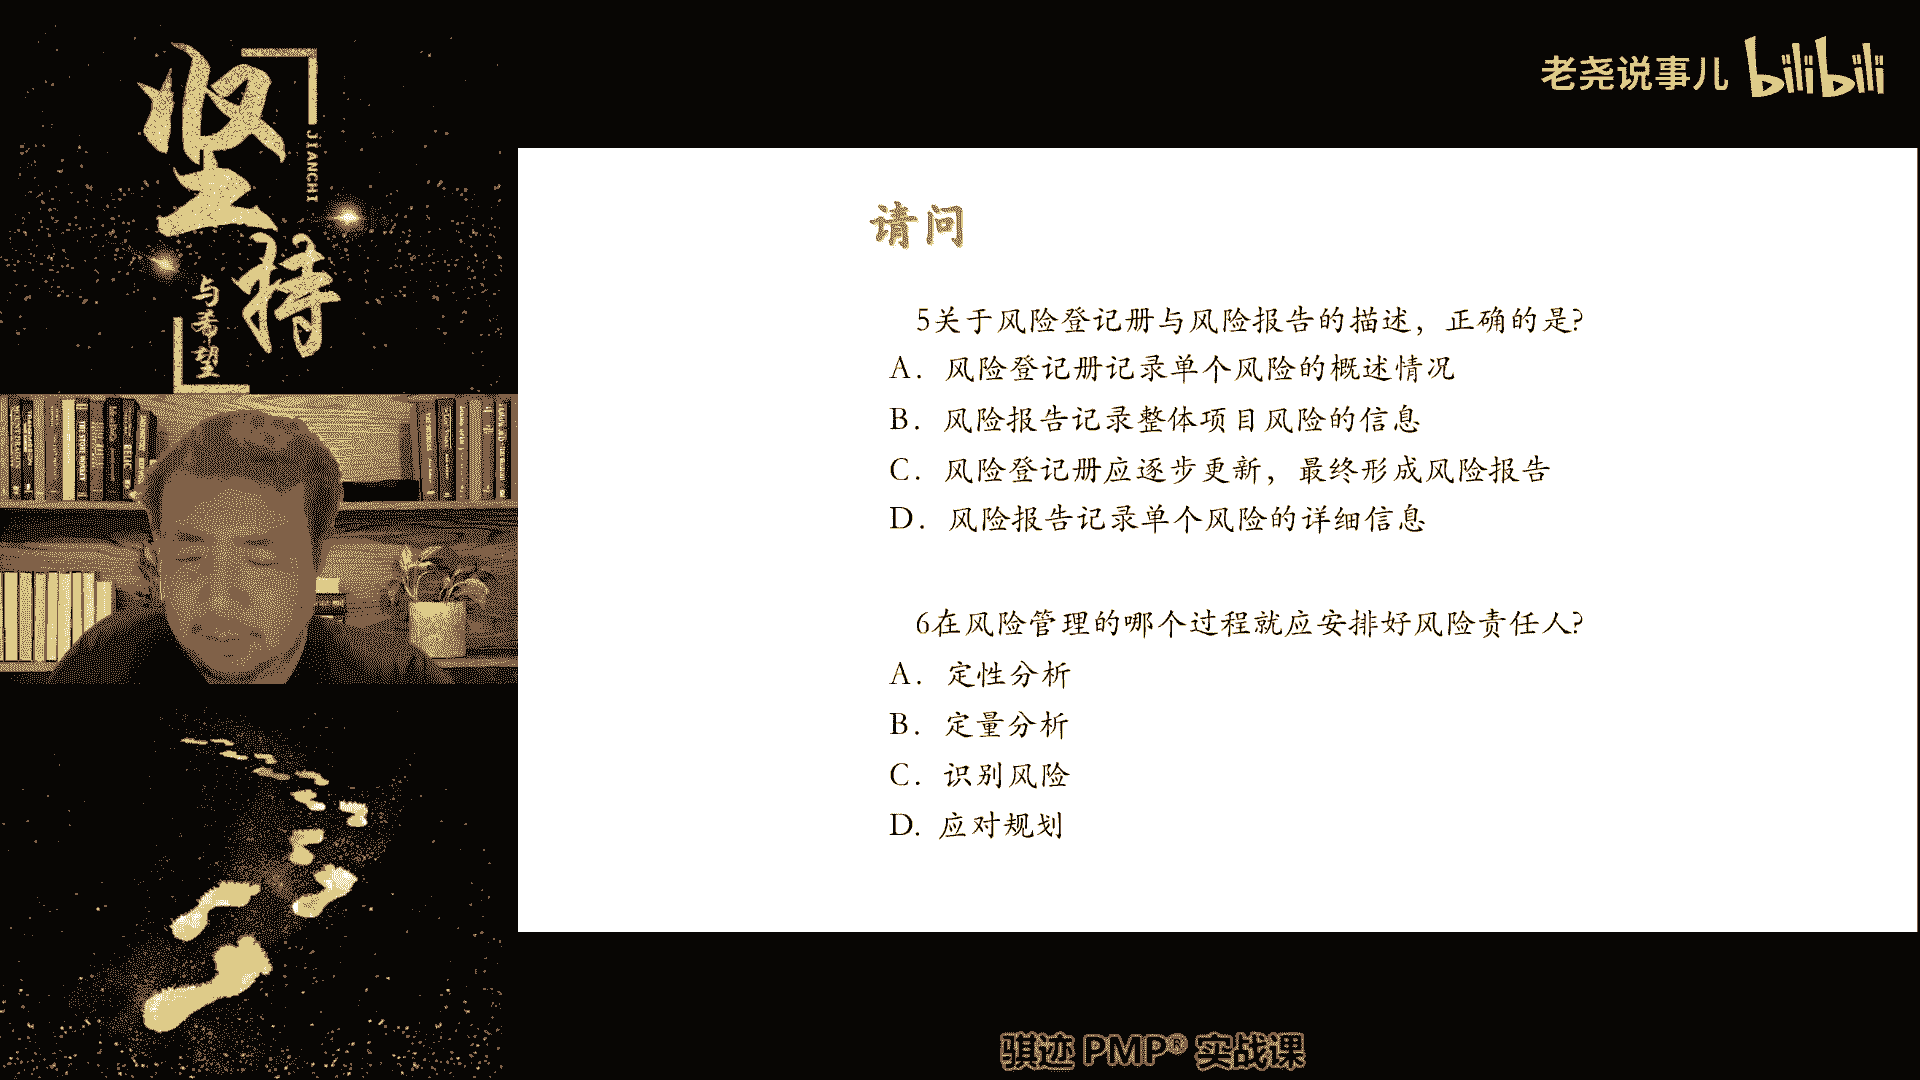 坚持
JIANCHI
与希望
老尧说事儿 bilibili
请问
5关于风险登记册与风险报告的描述，正确的是?
A. 风险登记册记录单个风险的概述情况
B. 风险报告记录整体项目风险的信息
C. 风险登记册应逐步更新，最终形成风险报告
D. 风险报告记录单个风险的详细信息
6在风险管理的哪个过程就应安排好风险责任人?
A. 定性分析
B. 定量分析
C. 识别风险
D. 应对规划
骐迹 PMP® 实战课